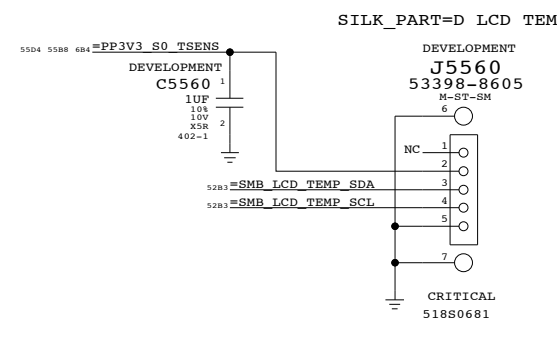 SILK_PART=D LCD TEM
55D4 55B8 6B4 =PP3V3_S0_TSENS
DEVELOPMENT
C5560
1UF
10%
10V
X5R
402-1
1
2
DEVELOPMENT
J5560
53398-8605
M-ST-SM
6
NC
1
2
52B3 =SMB_LCD_TEMP_SDA
3
52B3 =SMB_LCD_TEMP_SCL
4
5
7
CRITICAL
518S0681